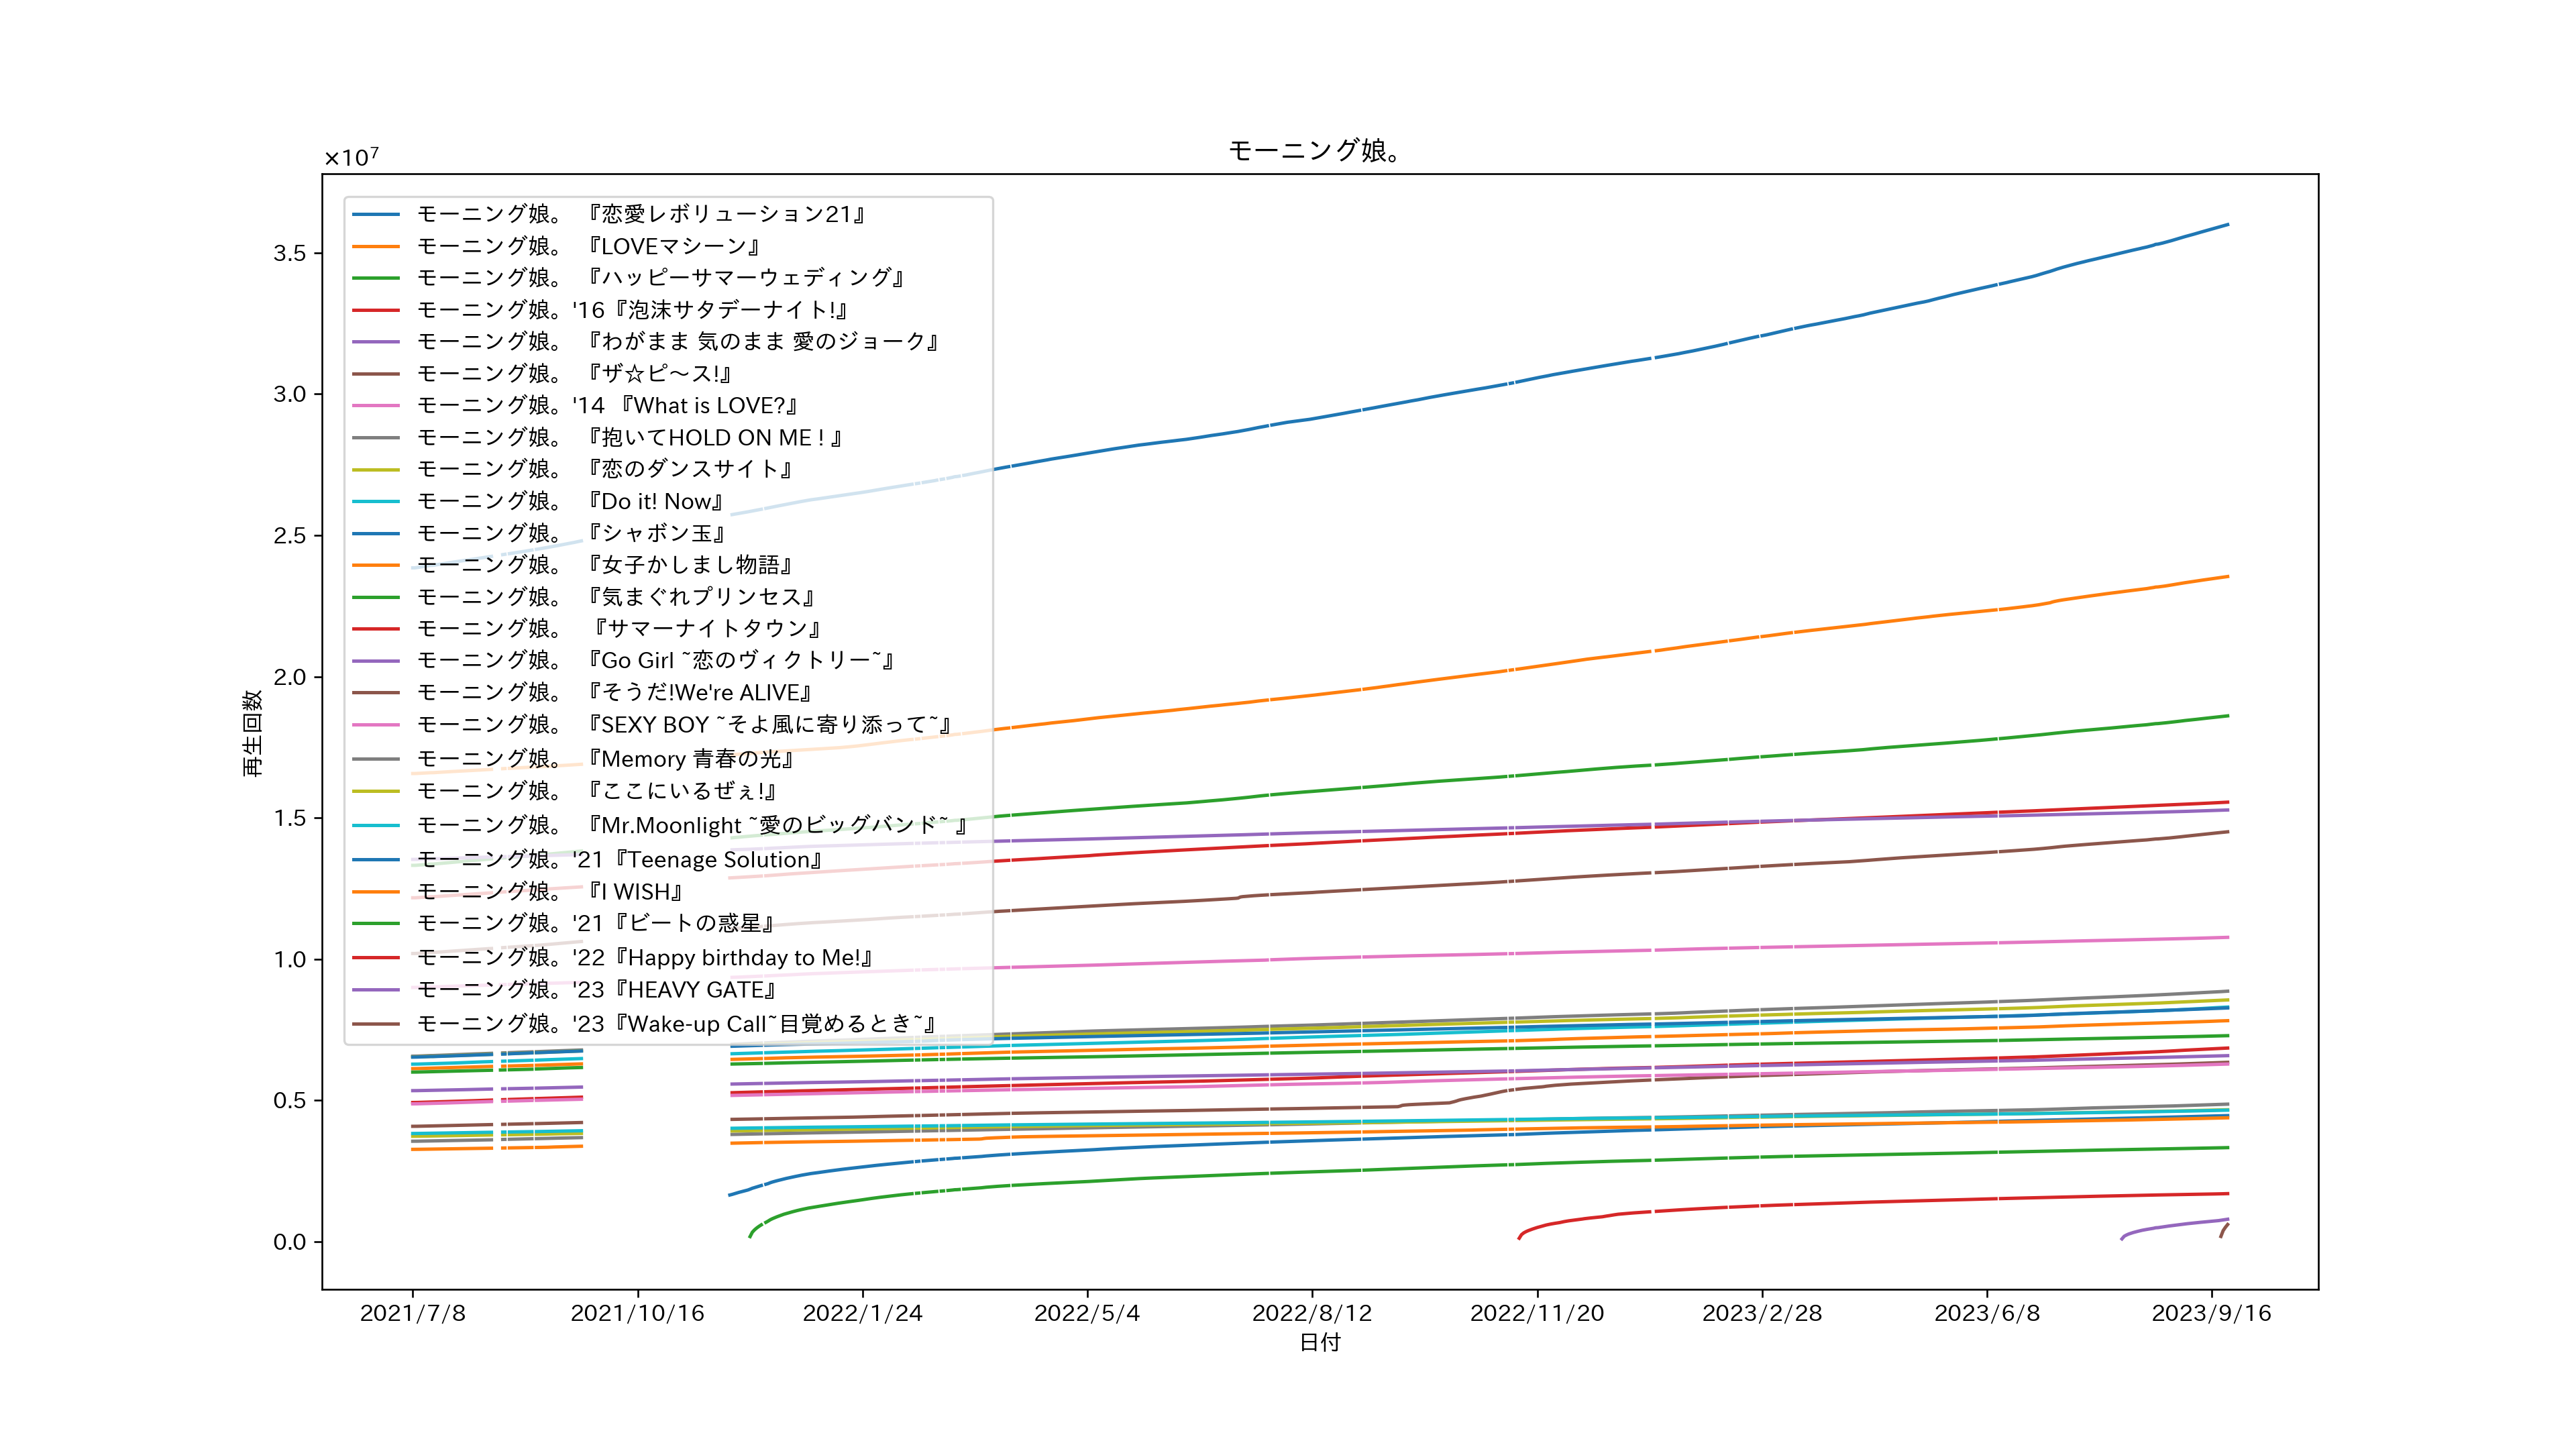 モーニング娘。
×10⁷
3.5
3.0
2.5
2.0
1.5
1.0
0.5
0.0
再生回数
モーニング娘。 『恋愛レボリューション21』
モーニング娘。 『LOVEマシーン』
モーニング娘。 『ハッピーサマーウェディング』
モーニング娘。'16『泡沫サタデーナイト!』
モーニング娘。 『わがまま 気のまま 愛のジョーク』
モーニング娘。 『ザ☆ピ〜ス!』
モーニング娘。'14 『What is LOVE?』
モーニング娘。 『抱いてHOLD ON ME ! 』
モーニング娘。 『恋のダンスサイト』
モーニング娘。 『Do it! Now』
モーニング娘。 『シャボン玉』
モーニング娘。 『女子かしまし物語』
モーニング娘。 『気まぐれプリンセス』
モーニング娘。 『サマーナイトタウン』
モーニング娘。 『Go Girl ~恋のヴィクトリー~』
モーニング娘。 『そうだ!We're ALIVE』
モーニング娘。 『SEXY BOY ~そよ風に寄り添って~』
モーニング娘。 『Memory 青春の光』
モーニング娘。 『ここにいるぜぇ!』
モーニング娘。 『Mr.Moonlight ~愛のビッグバンド~ 』
モーニング娘。'21『Teenage Solution』
モーニング娘。 『I WISH』
モーニング娘。'21『ビートの惑星』
モーニング娘。'22『Happy birthday to Me!』
モーニング娘。'23『HEAVY GATE』
モーニング娘。'23『Wake-up Call~目覚めるとき~』
2021/7/8 2021/10/16 2022/1/24 2022/5/4 2022/8/12 2022/11/20 2023/2/28 2023/6/8 2023/9/16
日付